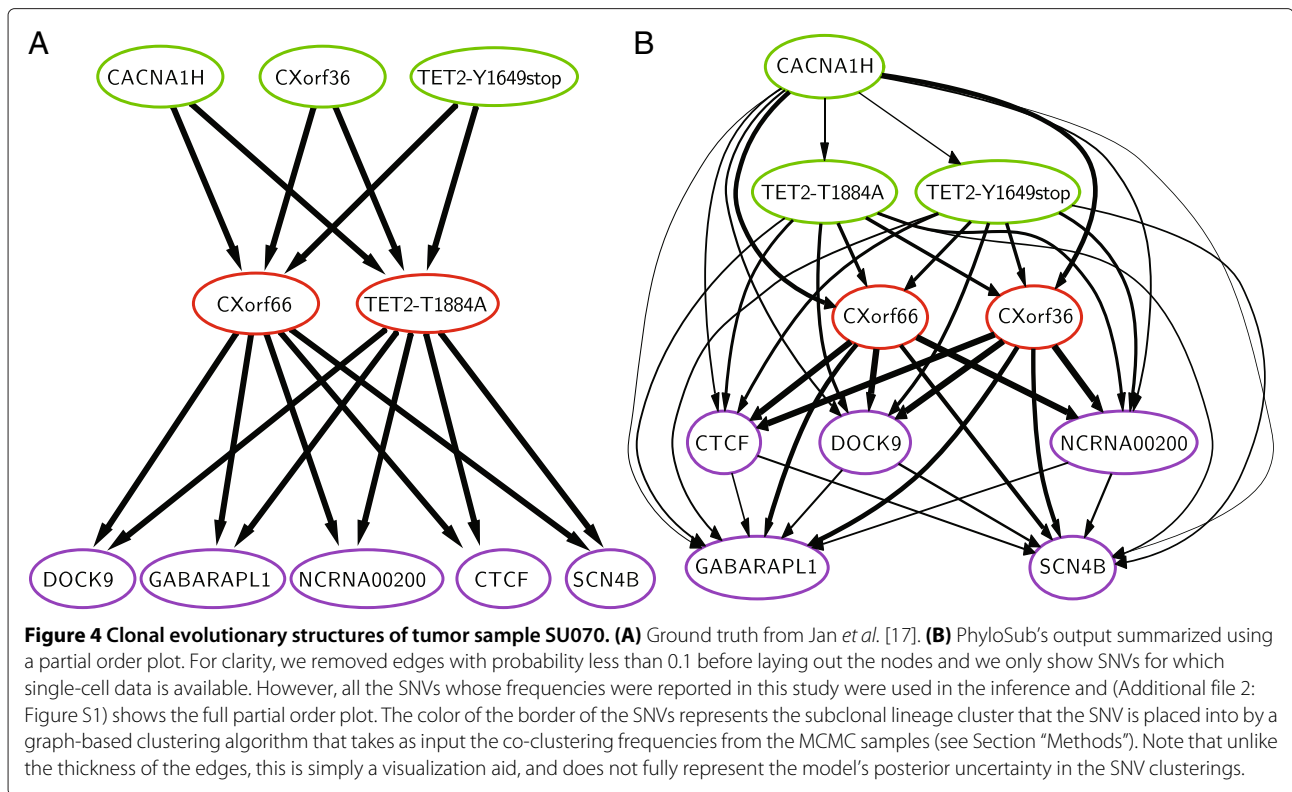 A
CACNA1H
CXorf36
TET2-Y1649stop
CXorf66
TET2-T1884A
DOCK9
GABARAPL1
NCRNA00200
CTCF
SCN4B
B
CACNA1H
TET2-T1884A
TET2-Y1649stop
CXorf66
CXorf36
CTCF
DOCK9
NCRNA00200
GABARAPL1
SCN4B
Figure 4 Clonal evolutionary structures of tumor sample SU070. (A) Ground truth from Jan et al. [17]. (B) PhyloSub's output summarized using
a partial order plot. For clarity, we removed edges with probability less than 0.1 before laying out the nodes and we only show SNVs for which
single-cell data is available. However, all the SNVs whose frequencies were reported in this study were used in the inference and (Additional file 2:
Figure S1) shows the full partial order plot. The color of the border of the SNVs represents the subclonal lineage cluster that the SNV is placed into by a
graph-based clustering algorithm that takes as input the co-clustering frequencies from the MCMC samples (see Section "Methods"). Note that unlike
the thickness of the edges, this is simply a visualization aid, and does not fully represent the model's posterior uncertainty in the SNV clusterings.